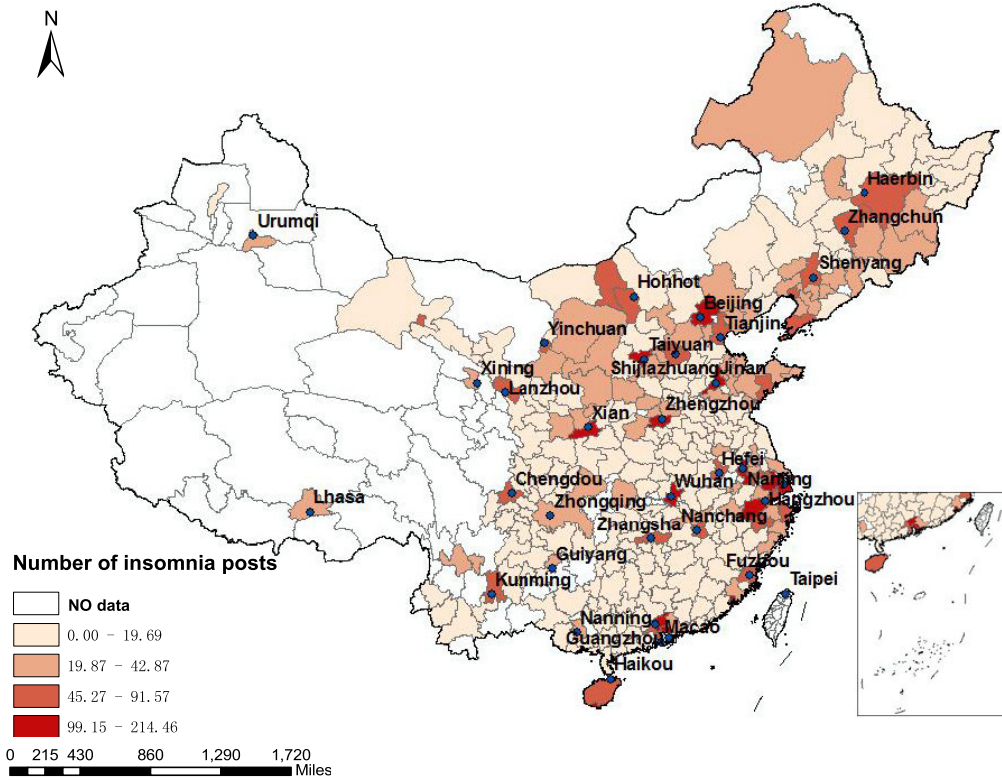 N
Haerbin
Urumqi
Zhangchun
Shenyang
Hohhot
Beijing
Tianjin
Yinchuan
Taiyuan
Shijiazhuang
Jinan
Xining
Lanzhou
Xian
Zhengzhou
Hefei
Chengdou
Nanjing
Wuhan
Lhasa
Zhongqing
Hangzhou
Zhangsha
Nanchang
Guiyang
Fuzhou
Kunming
Taipei
Nanning
Macao
Guangzhou
Haikou
Number of insomnia posts
NO data
0.00 - 19.69
19.87 - 42.87
45.27 - 91.57
99.15 - 214.46
0 215 430 860 1,290 1,720
Miles